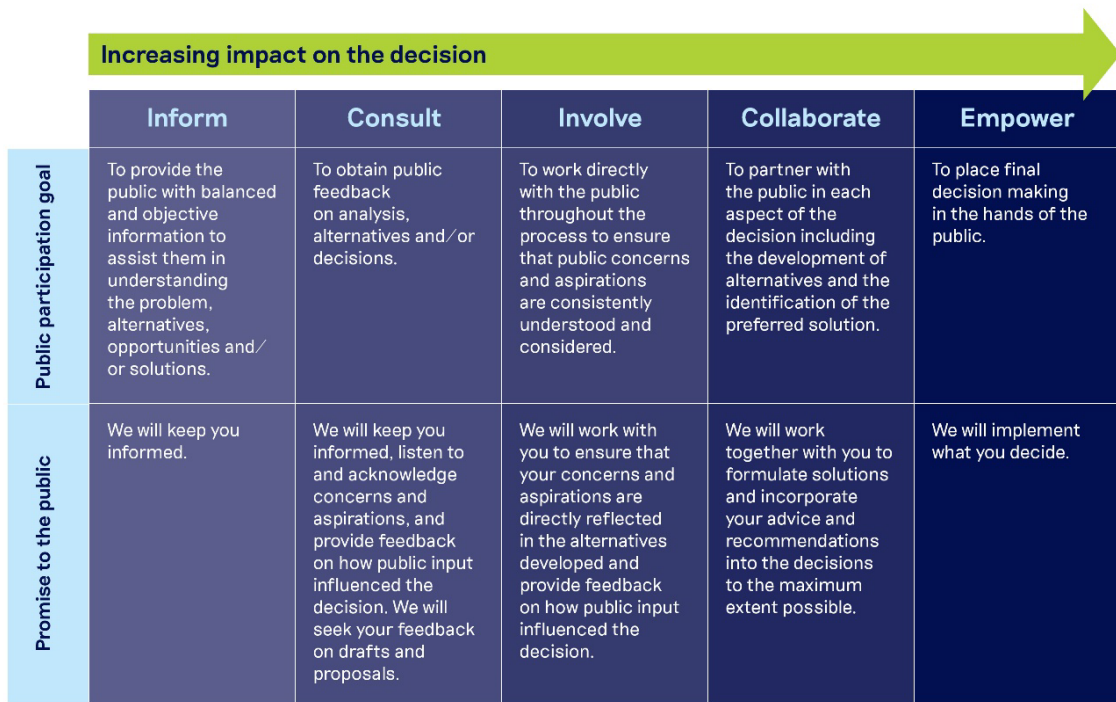 Increasing impact on the decision
Inform
Consult
Involve
Collaborate
Empower
Public participation goal
To provide the
public with balanced
and objective
information to
assist them in
understanding
the problem,
alternatives,
opportunities and/
or solutions.
To obtain public
feedback
on analysis,
alternatives and/or
decisions.
To work directly
with the public
throughout the
process to ensure
that public concerns
and aspirations
are consistently
understood and
considered.
To partner with
the public in each
aspect of the
decision including
the development of
alternatives and the
identification of the
preferred solution.
To place final
decision making
in the hands of the
public.
Promise to the public
We will keep you
informed.
We will keep you
informed, listen to
and acknowledge
concerns and
aspirations, and
provide feedback
on how public input
influenced the
decision. We will
seek your feedback
on drafts and
proposals.
We will work with
you to ensure that
your concerns and
aspirations are
directly reflected
in the alternatives
developed and
provide feedback
on how public input
influenced the
decision.
We will work
together with you to
formulate solutions
and incorporate
your advice and
recommendations
into the decisions
to the maximum
extent possible.
We will implement
what you decide.